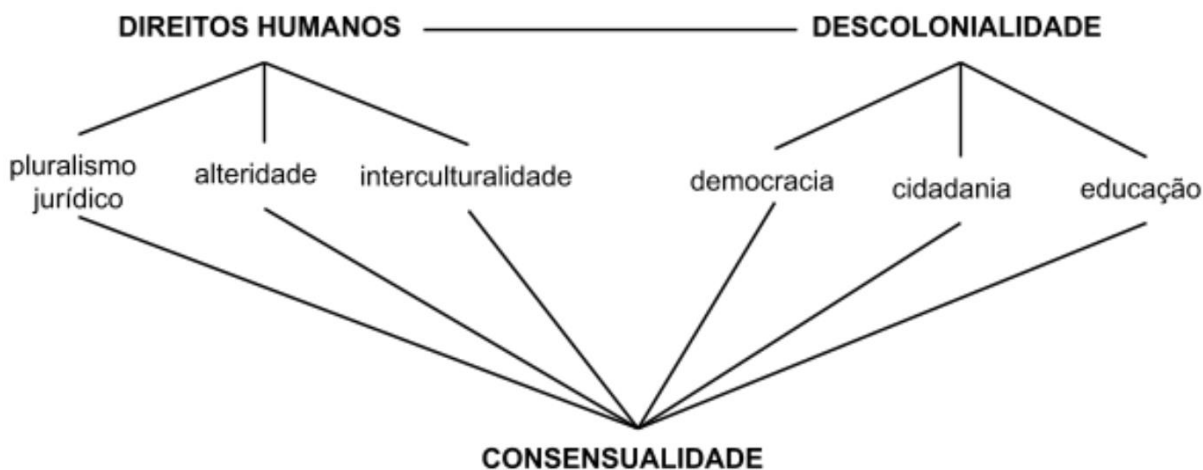 DIREITOS HUMANOS
DESCOLONIALIDADE
pluralismo
jurídico
alteridade
interculturalidade
democracia
cidadania
educação
CONSENSUALIDADE